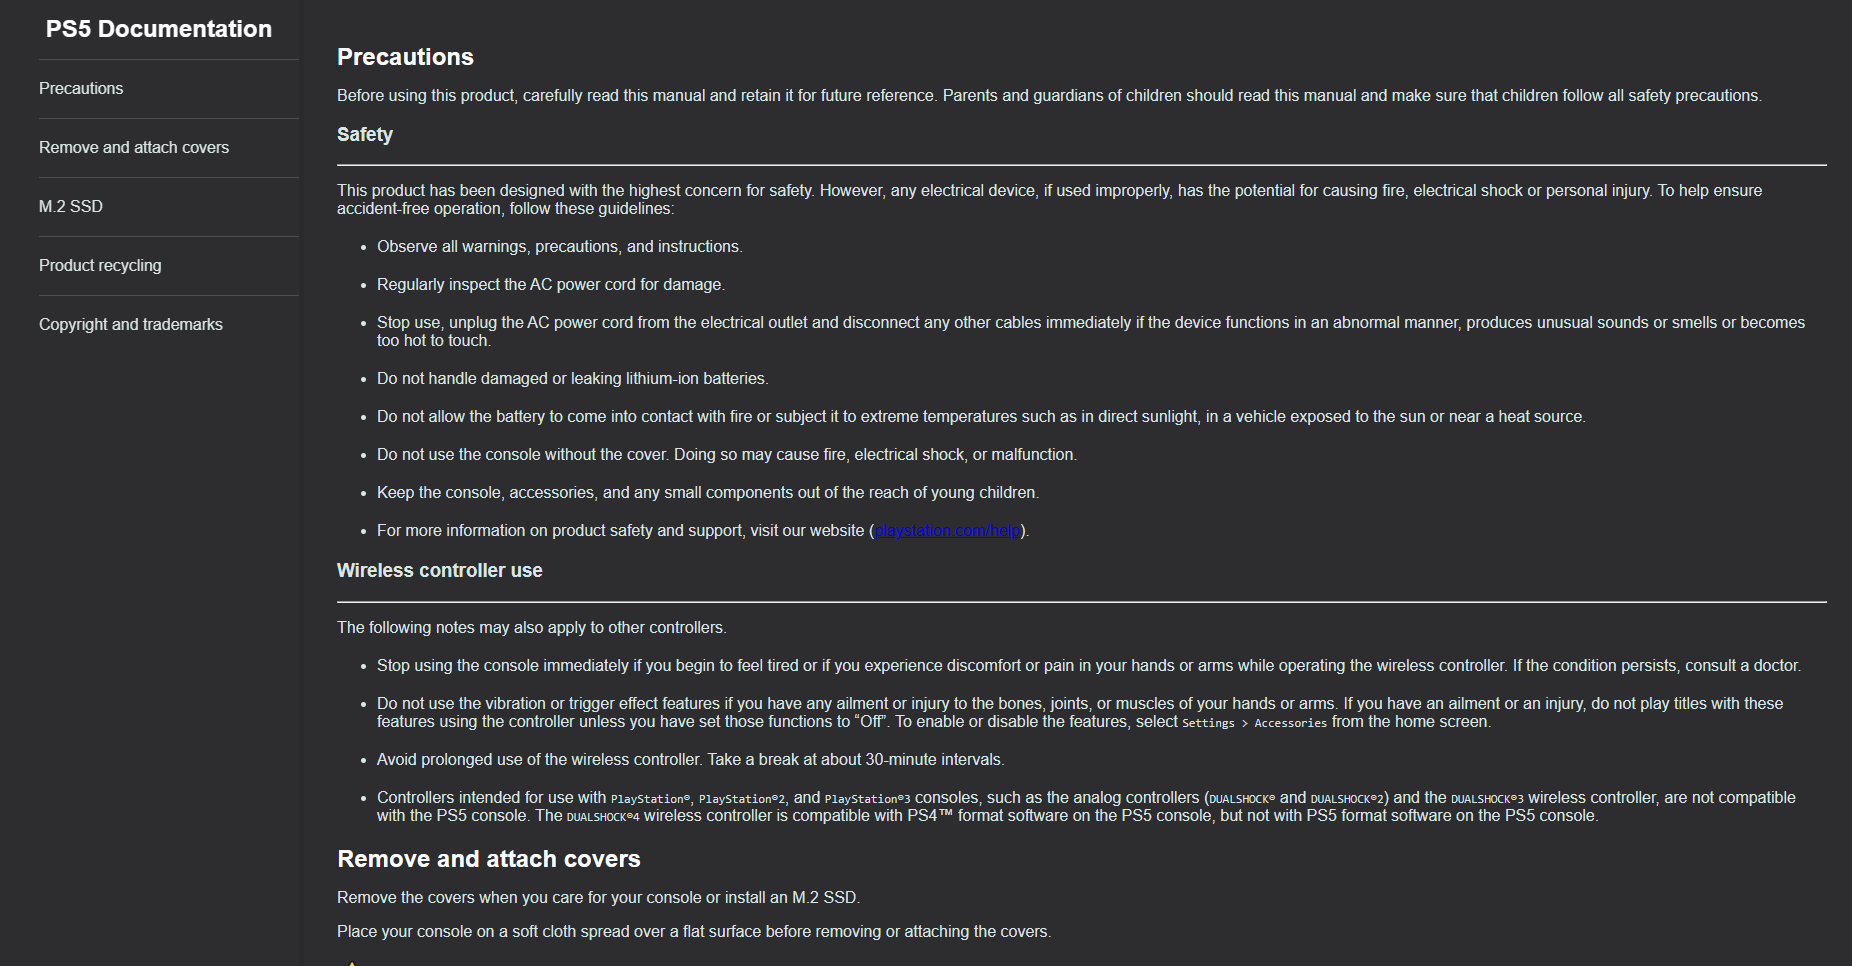 PS5 Documentation
Precautions
Remove and attach covers
M.2 SSD
Product recycling
Copyright and trademarks
Precautions
Before using this product, carefully read this manual and retain it for future reference. Parents and guardians of children should read this manual and make sure that children follow all safety precautions.
Safety
This product has been designed with the highest concern for safety. However, any electrical device, if used improperly, has the potential for causing fire, electrical shock or personal injury. To help ensure
accident-free operation, follow these guidelines:
• Observe all warnings, precautions, and instructions.
• Regularly inspect the AC power cord for damage.
• Stop use, unplug the AC power cord from the electrical outlet and disconnect any other cables immediately if the device functions in an abnormal manner, produces unusual sounds or smells or becomes
too hot to touch.
• Do not handle damaged or leaking lithium-ion batteries.
• Do not allow the battery to come into contact with fire or subject it to extreme temperatures such as in direct sunlight, in a vehicle exposed to the sun or near a heat source.
• Do not use the console without the cover. Doing so may cause fire, electrical shock, or malfunction.
• Keep the console, accessories, and any small components out of the reach of young children.
• For more information on product safety and support, visit our website (playstation.com/help).
Wireless controller use
The following notes may also apply to other controllers.
• Stop using the console immediately if you begin to feel tired or if you experience discomfort or pain in your hands or arms while operating the wireless controller. If the condition persists, consult a doctor.
• Do not use the vibration or trigger effect features if you have any ailment or injury to the bones, joints, or muscles of your hands or arms. If you have an ailment or an injury, do not play titles with these
features using the controller unless you have set those functions to “Off”. To enable or disable the features, select Settings > Accessories from the home screen.
• Avoid prolonged use of the wireless controller. Take a break at about 30-minute intervals.
• Controllers intended for use with PlayStation®, PlayStation®2, and PlayStation®3 consoles, such as the analog controllers (DUALSHOCK® and DUALSHOCK®2) and the DUALSHOCK®3 wireless controller, are not compatible
with the PS5 console. The DUALSHOCK®4 wireless controller is compatible with PS4™ format software on the PS5 console, but not with PS5 format software on the PS5 console.
Remove and attach covers
Remove the covers when you care for your console or install an M.2 SSD.
Place your console on a soft cloth spread over a flat surface before removing or attaching the covers.